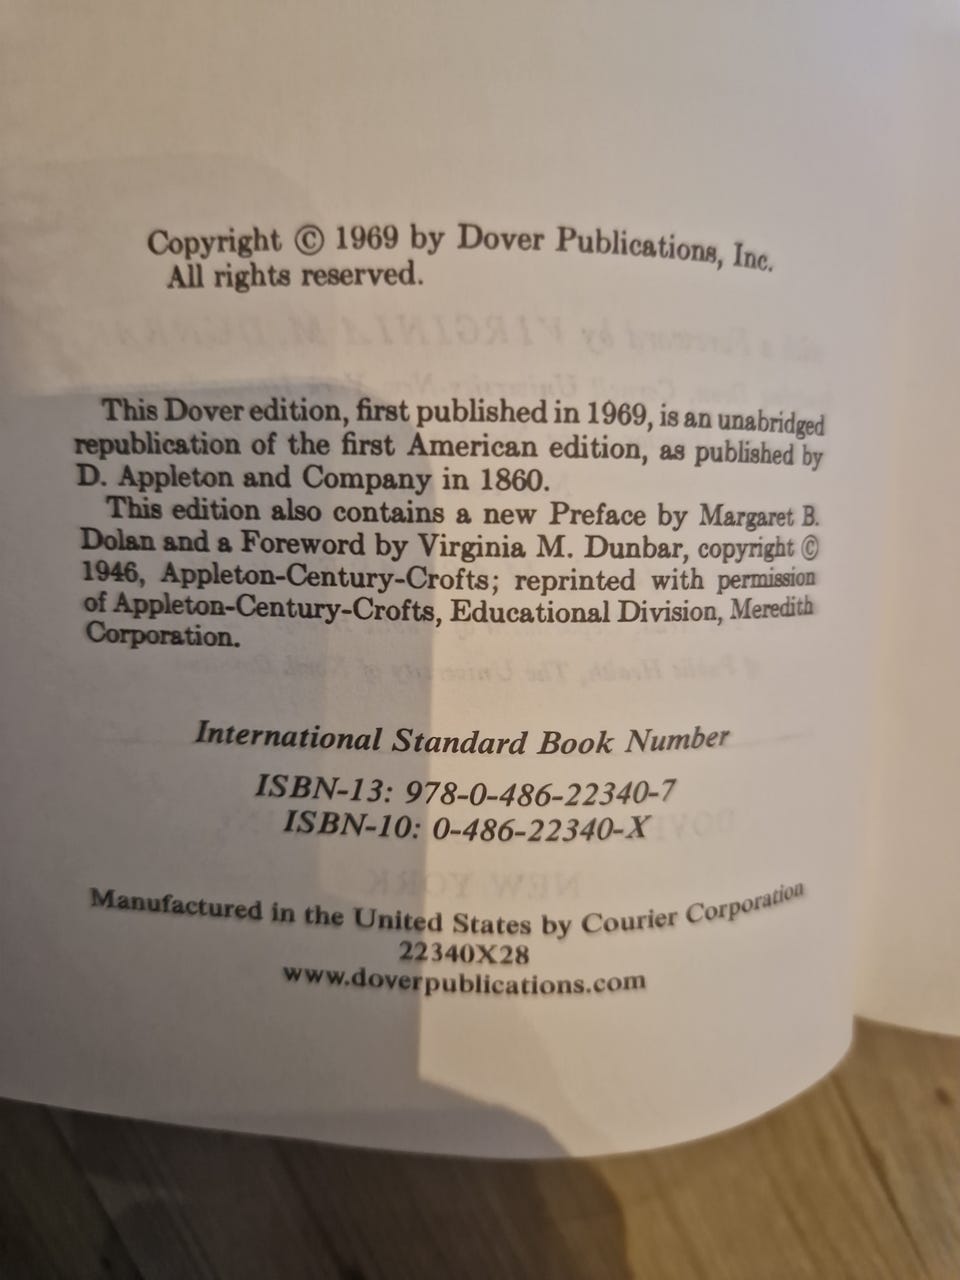 Copyright © 1969 by Dover Publications, Inc.
All rights reserved.
This Dover edition, first published in 1969, is an unabridged
republication of the first American edition, as published by
D. Appleton and Company in 1860.
This edition also contains a new Preface by Margaret B.
Dolan and a Foreword by Virginia M. Dunbar, copyright ©
1946, Appleton-Century-Crofts; reprinted with permission
of Appleton-Century-Crofts, Educational Division, Meredith
Corporation.
International Standard Book Number
ISBN-13: 978-0-486-22340-7
ISBN-10: 0-486-22340-X
Manufactured in the United States by Courier Corporation
22340X28
www.doverpublications.com